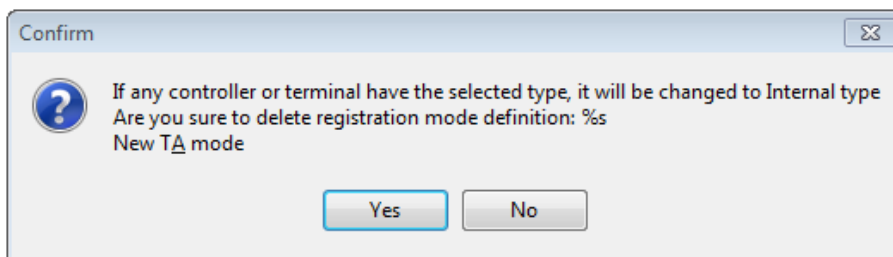 Confirm
If any controller or terminal have the selected type, it will be changed to Internal type
Are you sure to delete registration mode definition: %s
New TA mode
Yes
No